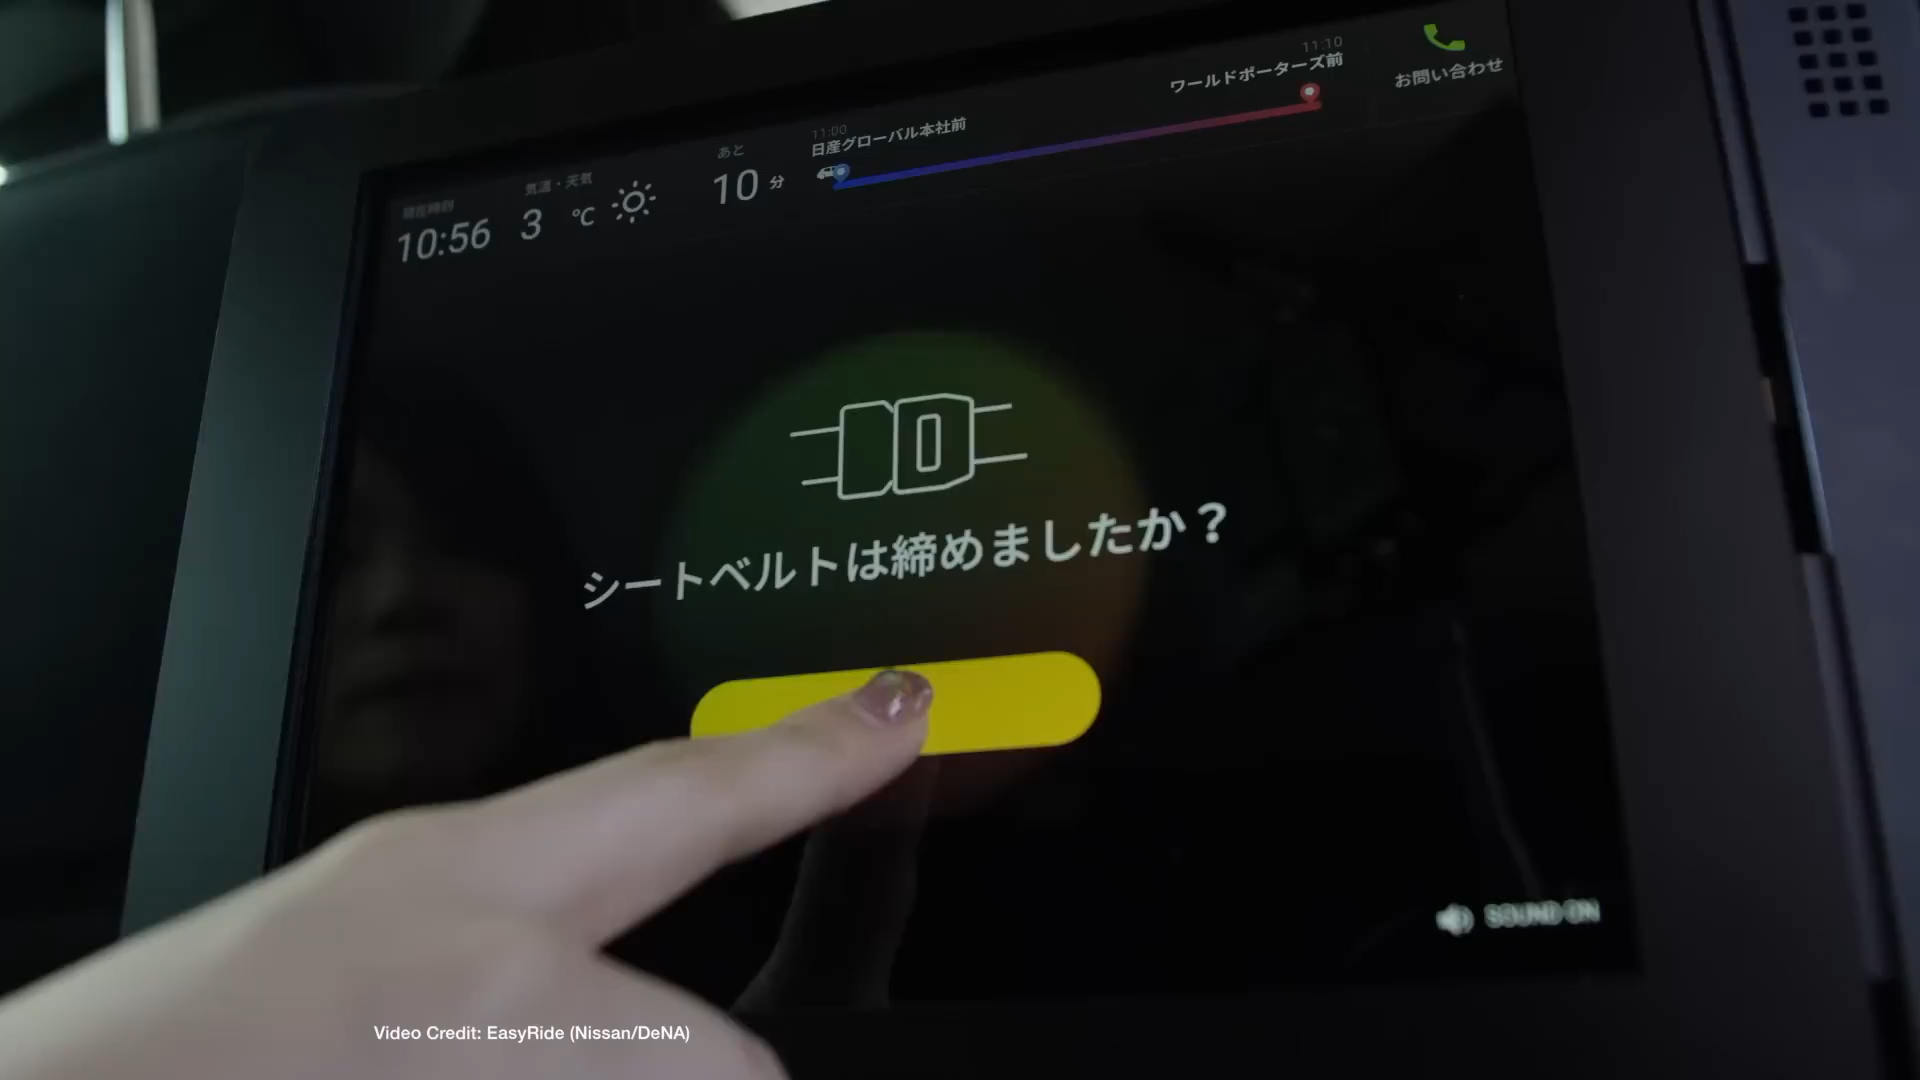 11:10
ワールドポーターズ前
お問い合わせ
11:00
日産グローバル本社前
あと
10 分
気温・天気
3 ℃
現在時刻
10:56
シートベルトは締めましたか？
SOUND ON
Video Credit: EasyRide (Nissan/DeNA)